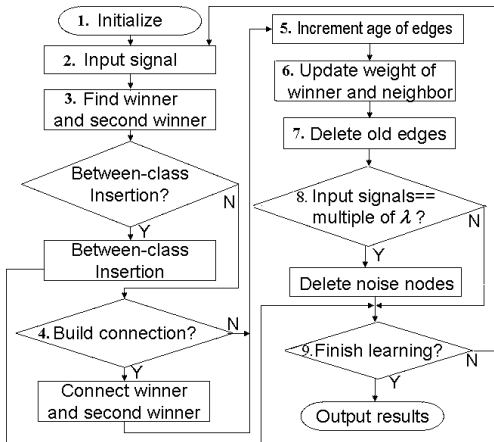 1. Initialize
2. Input signal
3. Find winner
and second winner
Between-class
Insertion?
N
Y
Between-class
Insertion
4. Build connection?
N
Y
Connect winner
and second winner
5. Increment age of edges
6. Update weight of
winner and neighbor
7. Delete old edges
8. Input signals==
multiple of λ ?
N
Y
Delete noise nodes
9. Finish learning?
N
Y
Output results